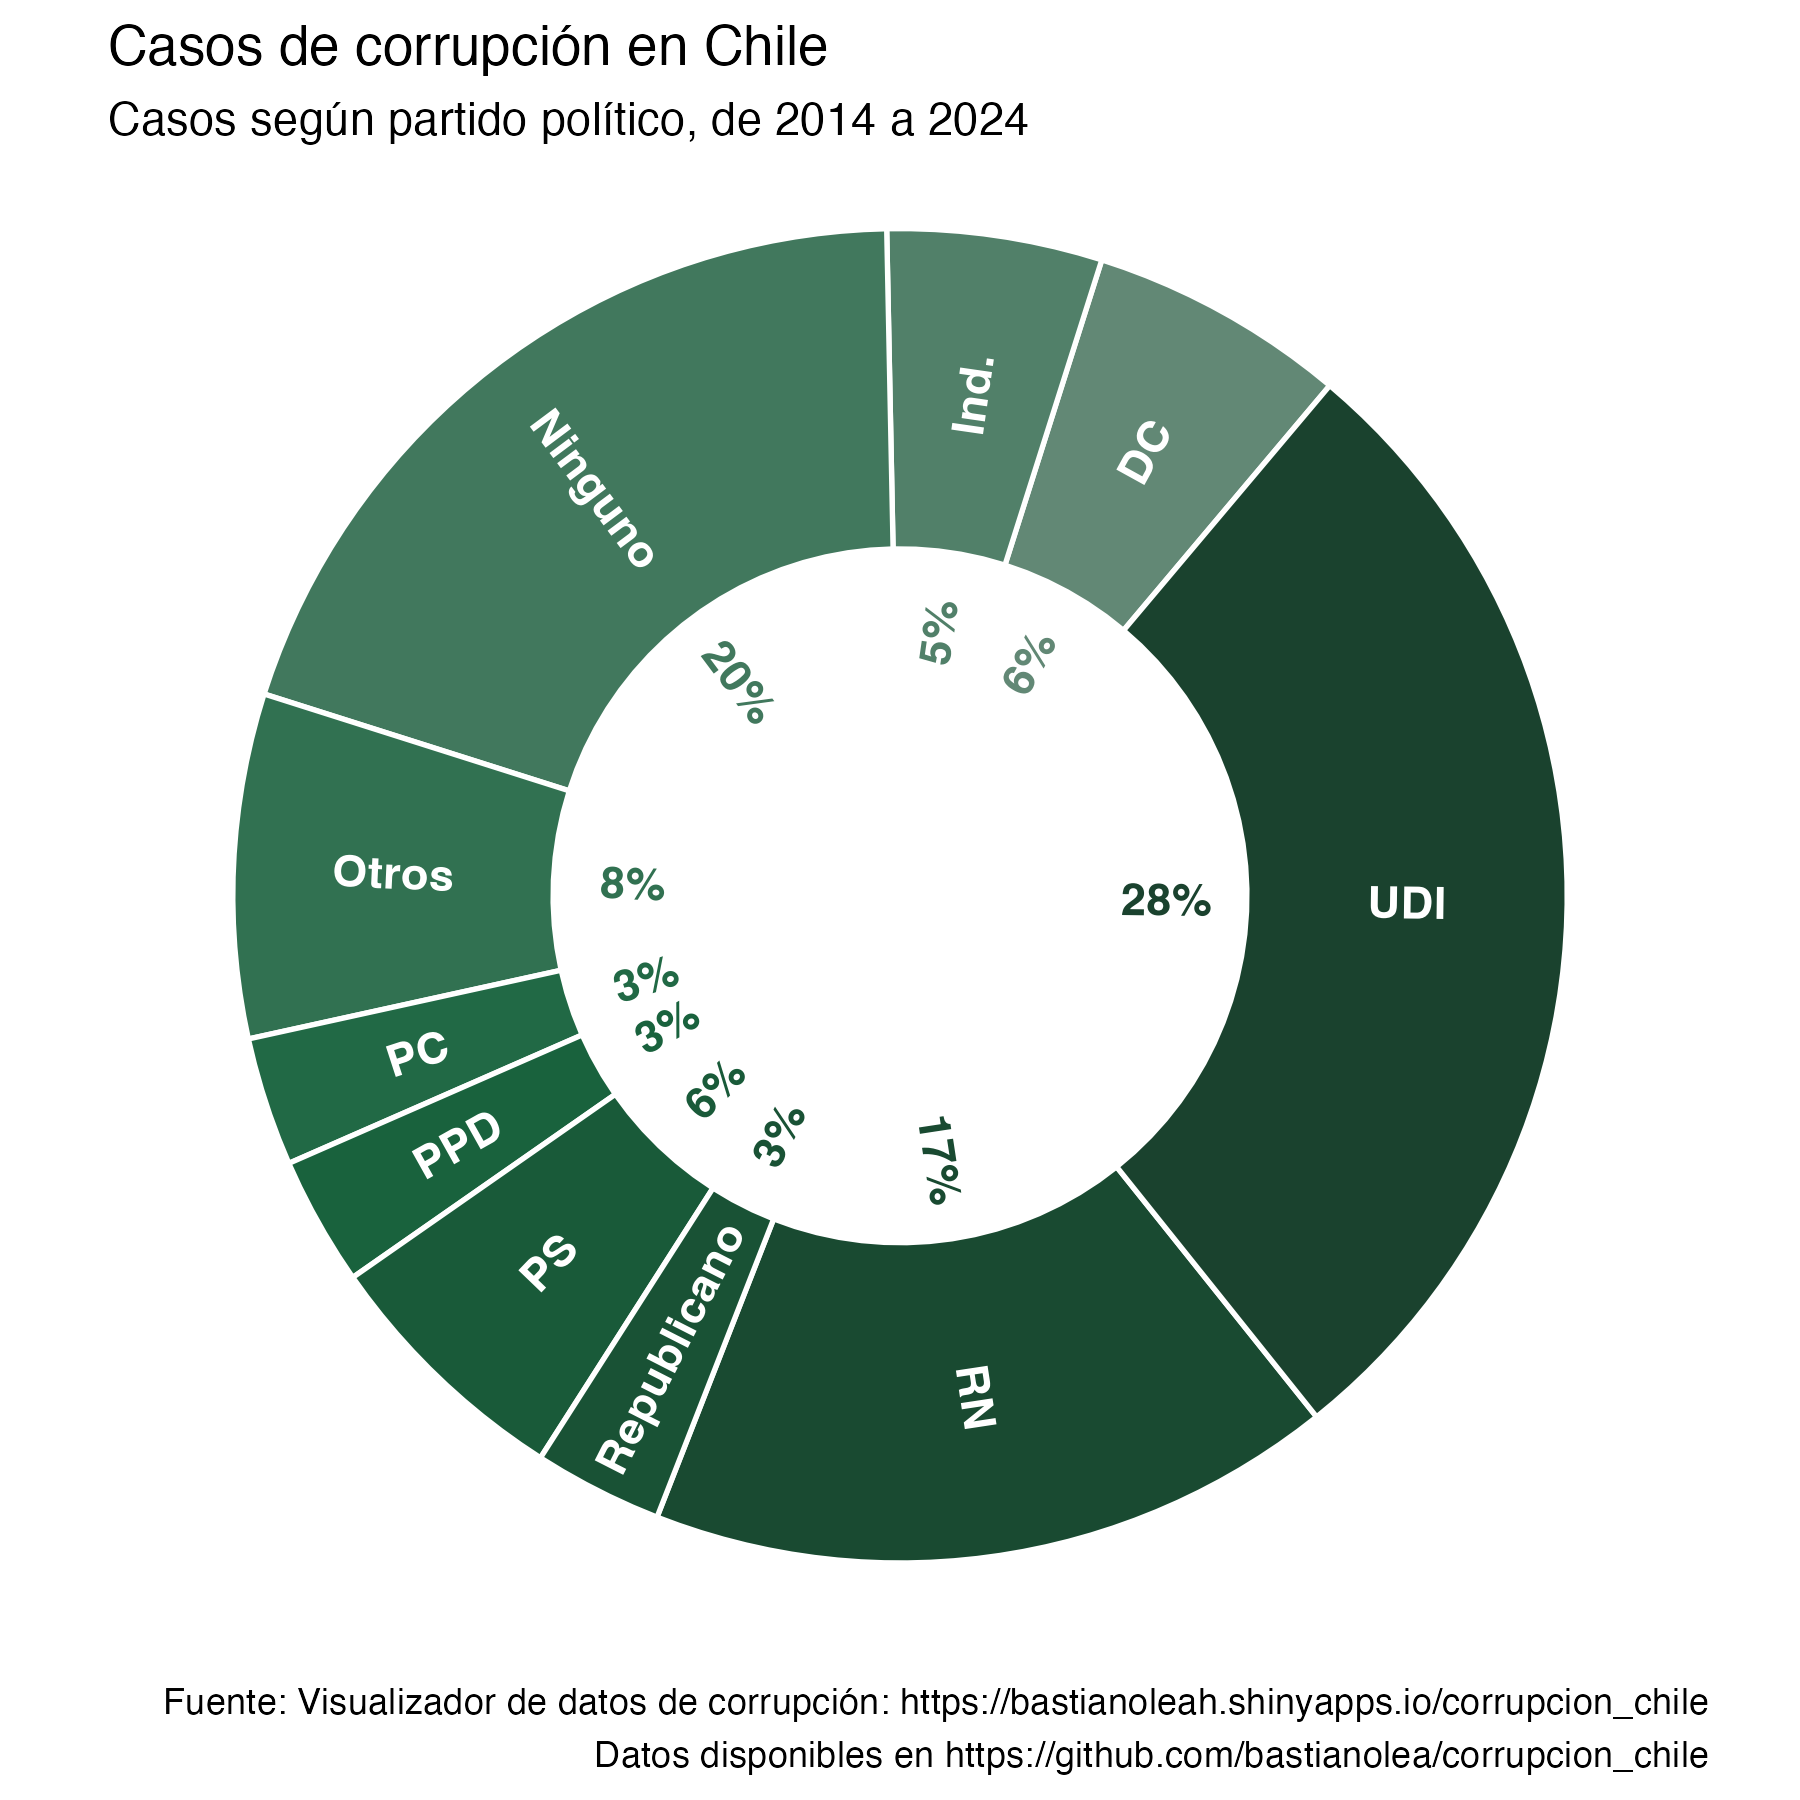 Casos de corrupción en Chile
Casos según partido político, de 2014 a 2024
Ind.
DC
Ninguno
5%
6%
20%
Otros
8%
28%
UDI
3%
PC
3%
PPD
6%
3%
17%
PS
Republicano
RN
Fuente: Visualizador de datos de corrupción: https://bastianoleah.shinyapps.io/corrupcion_chile
Datos disponibles en https://github.com/bastianolea/corrupcion_chile